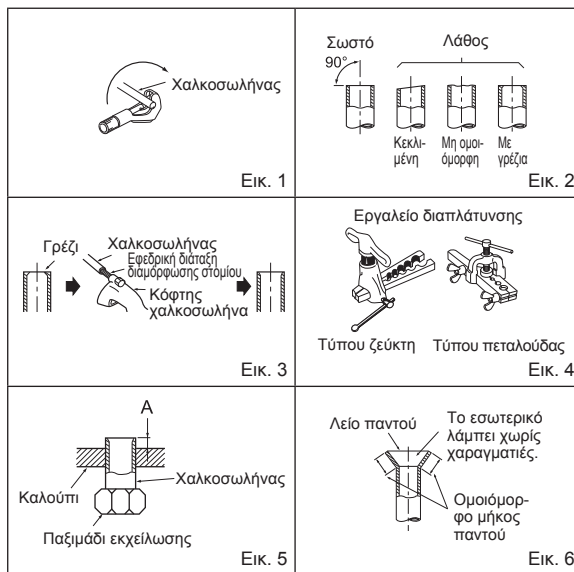 Χαλκοσωλήνας
Εικ. 1
Σωστό
90°
Λάθος
Κεκλι-
μένη
Μη ομοι-
όμορφη
Με
γρέζια
Εικ. 2
Γρέζι
Χαλκοσωλήνας
Εφεδρική διάταξη
διαμόρφωσης στομίου
Κόφτης
χαλκοσωλήνα
Εικ. 3
Εργαλείο διαπλάτυνσης
Τύπου ζεύκτη
Τύπου πεταλούδας
Εικ. 4
A
Καλούπι
Χαλκοσωλήνας
Παξιμάδι εκχείλωσης
Εικ. 5
Λείο παντού
Το εσωτερικό
λάμπει χωρίς
χαραγματιές.
Ομοιόμορ-
φο μήκος
παντού
Εικ. 6